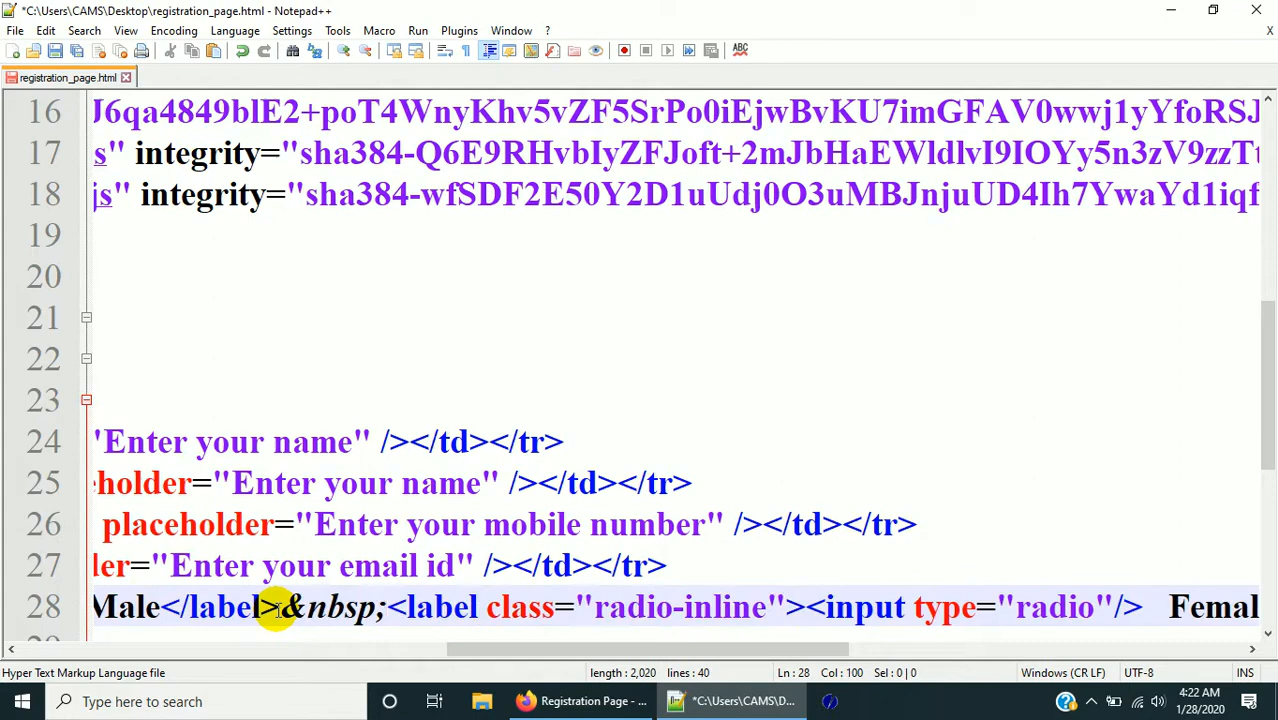 *C:\Users\CAMS\Desktop\registration_page.html - Notepad++
File Edit Search View Encoding Language Settings Tools Macro Run Plugins Window ?
X
registration_page.html
16 J6qa4849blE2+poT4WnyKhv5vZF5SrPo0iEjwBvKU7imGFAV0wwj1yYfoRSJ
17 s" integrity="sha384-Q6E9RHvbIyZFJoft+2mJbHaEWldlvI9IOYy5n3zV9zzTt
18 js" integrity="sha384-wfSDF2E50Y2D1uUdj0O3uMBJnjuUD4Ih7YwaYd1iqf
19
20
21
22
23
24 "Enter your name" /></td></tr>
25 eholder="Enter your name" /></td></tr>
26 placeholder="Enter your mobile number" /></td></tr>
27 der="Enter your email id" /></td></tr>
28 Male</label>&nbsp;<label class="radio-inline"><input type="radio"/> Femal
Hyper Text Markup Language file length : 2,020 lines : 40 Ln : 28 Col : 100 Sel : 0 | 0 Windows (CR LF) UTF-8 INS
Type here to search Registration Page - ... *C:\Users\CAMS\D... 4:22 AM
1/28/2020